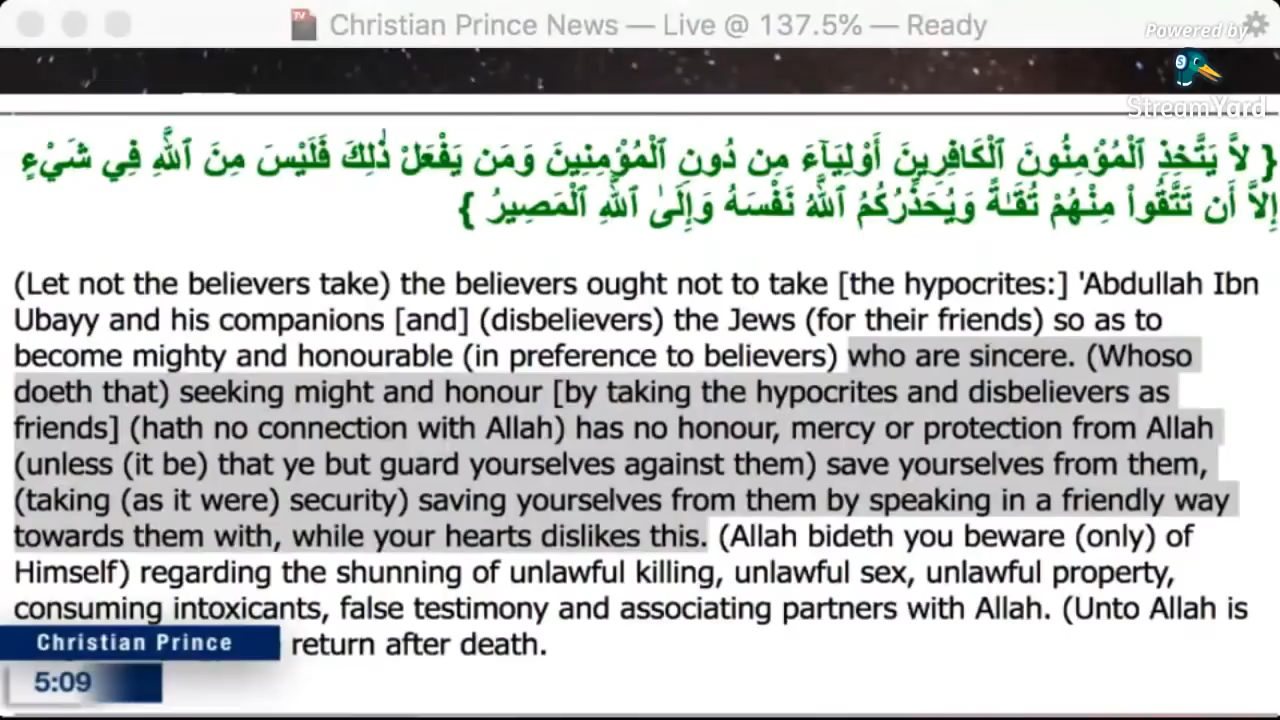 Christian Prince News — Live @ 137.5% — Ready
Powered by
StreamYard
{ لاَّ يَتَّخِذِ ٱلْمُؤْمِنُونَ ٱلْكَافِرِينَ أَوْلِيَآءَ مِن دُونِ ٱلْمُؤْمِنِينَ وَمَن يَفْعَلْ ذٰلِكَ فَلَيْسَ مِنَ ٱللَّهِ فِي شَيْءٍ
إِلاَّ أَن تَتَّقُواْ مِنْهُمْ تُقَـٰةً وَيُحَذِّرُكُمُ ٱللَّهُ نَفْسَهُ وَإِلَىٰ ٱللَّهِ ٱلْمَصِيرُ }
(Let not the believers take) the believers ought not to take [the hypocrites:] 'Abdullah Ibn
Ubayy and his companions [and] (disbelievers) the Jews (for their friends) so as to
become mighty and honourable (in preference to believers) who are sincere. (Whoso
doeth that) seeking might and honour [by taking the hypocrites and disbelievers as
friends] (hath no connection with Allah) has no honour, mercy or protection from Allah
(unless (it be) that ye but guard yourselves against them) save yourselves from them,
(taking (as it were) security) saving yourselves from them by speaking in a friendly way
towards them with, while your hearts dislikes this. (Allah bideth you beware (only) of
Himself) regarding the shunning of unlawful killing, unlawful sex, unlawful property,
consuming intoxicants, false testimony and associating partners with Allah. (Unto Allah is
return after death.
Christian Prince
5:09